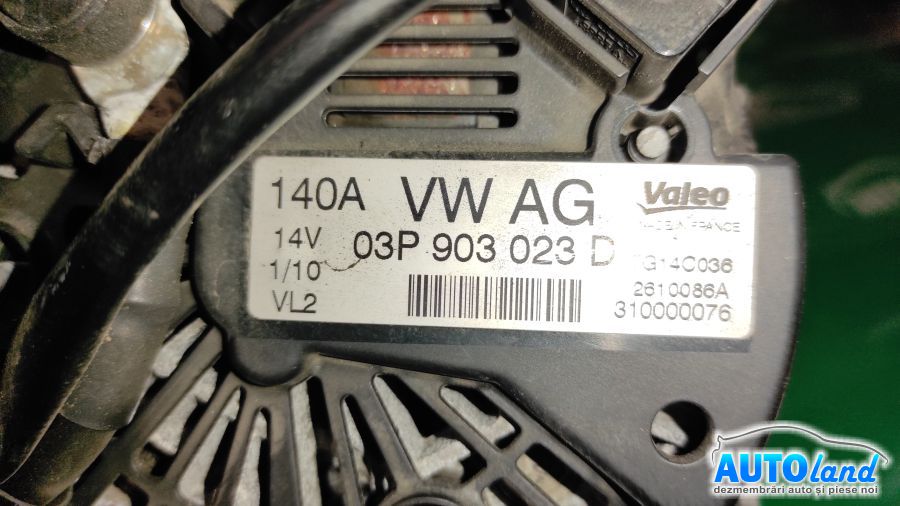 140A VW AG Valeo
MADE IN FRANCE
14V 03P 903 023 D
G14C036
1/10 2610086A
VL2 310000076
AUTOland
dezmembrări auto și piese noi